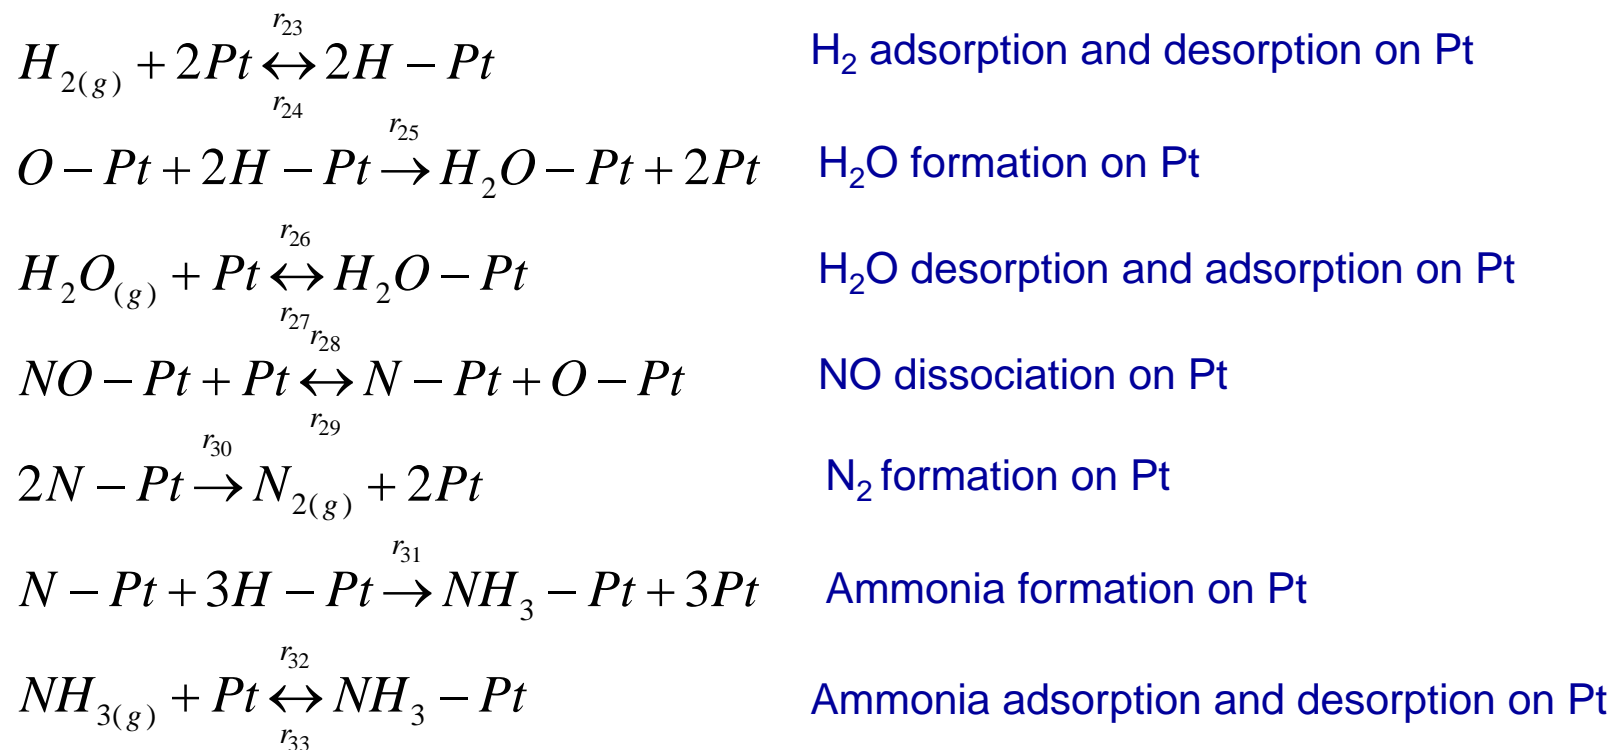 r₂₃
H₂₍g₎ + 2Pt ↔ 2H − Pt H₂ adsorption and desorption on Pt
r₂₄
r₂₅
O − Pt + 2H − Pt → H₂O − Pt + 2Pt H₂O formation on Pt
r₂₆
H₂O₍g₎ + Pt ↔ H₂O − Pt H₂O desorption and adsorption on Pt
r₂₇
r₂₈
NO − Pt + Pt ↔ N − Pt + O − Pt NO dissociation on Pt
r₂₉
r₃₀
2N − Pt → N₂₍g₎ + 2Pt N₂ formation on Pt
r₃₁
N − Pt + 3H − Pt → NH₃ − Pt + 3Pt Ammonia formation on Pt
r₃₂
NH₃₍g₎ + Pt ↔ NH₃ − Pt Ammonia adsorption and desorption on Pt
r₃₃